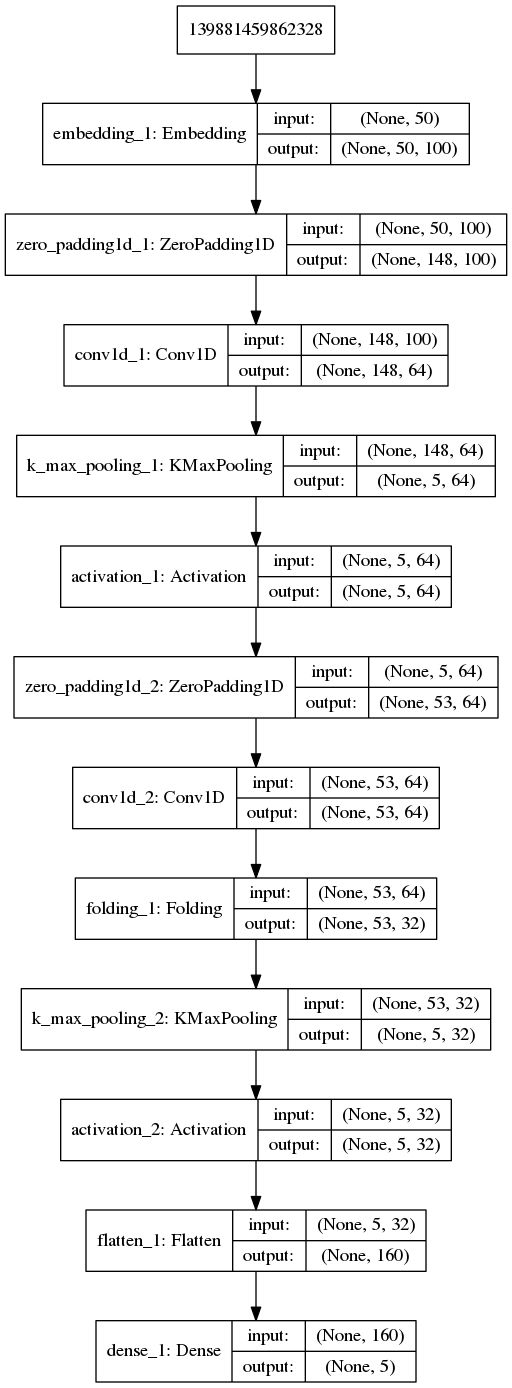 139881459862328
embedding_1: Embedding
input: (None, 50)
output: (None, 50, 100)
zero_padding1d_1: ZeroPadding1D
input: (None, 50, 100)
output: (None, 148, 100)
conv1d_1: Conv1D
input: (None, 148, 100)
output: (None, 148, 64)
k_max_pooling_1: KMaxPooling
input: (None, 148, 64)
output: (None, 5, 64)
activation_1: Activation
input: (None, 5, 64)
output: (None, 5, 64)
zero_padding1d_2: ZeroPadding1D
input: (None, 5, 64)
output: (None, 53, 64)
conv1d_2: Conv1D
input: (None, 53, 64)
output: (None, 53, 64)
folding_1: Folding
input: (None, 53, 64)
output: (None, 53, 32)
k_max_pooling_2: KMaxPooling
input: (None, 53, 32)
output: (None, 5, 32)
activation_2: Activation
input: (None, 5, 32)
output: (None, 5, 32)
flatten_1: Flatten
input: (None, 5, 32)
output: (None, 160)
dense_1: Dense
input: (None, 160)
output: (None, 5)